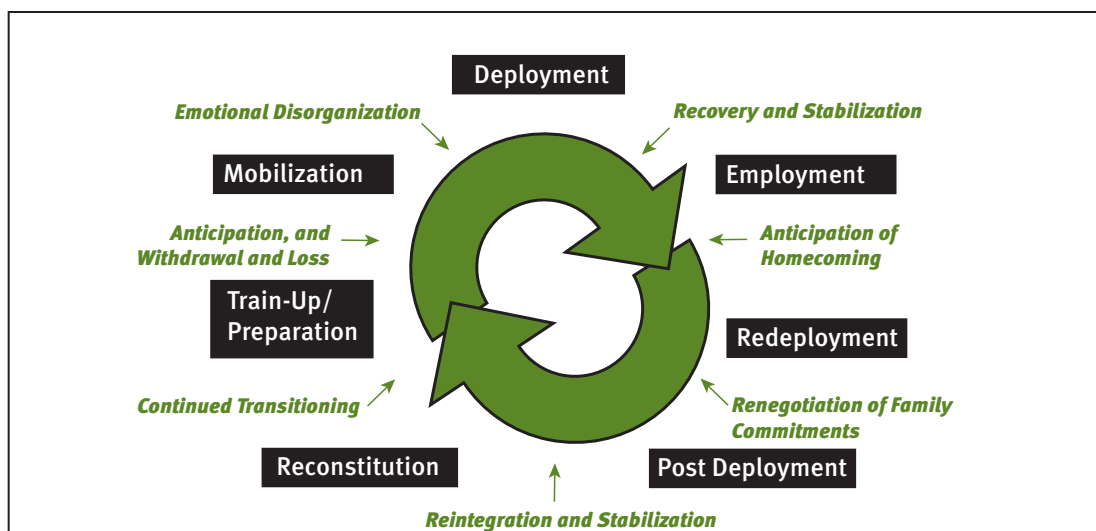 Deployment
Emotional Disorganization
Recovery and Stabilization
Mobilization
Employment
Anticipation, and
Withdrawal and Loss
Anticipation of
Homecoming
Train-Up/
Preparation
Redeployment
Continued Transitioning
Renegotiation of Family
Commitments
Reconstitution
Post Deployment
Reintegration and Stabilization